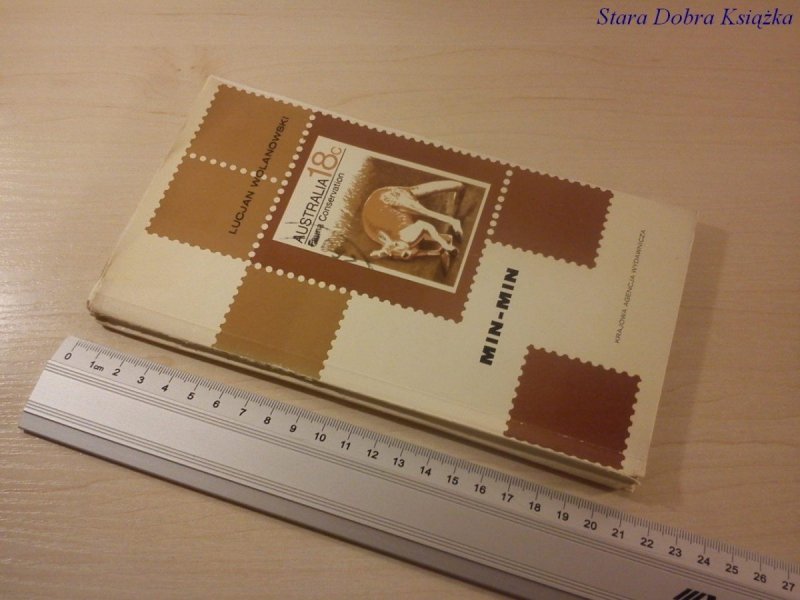 Stara Dobra Książka
LUCJAN WOLANOWSKI
AUSTRALIA 18c
Fauna Conservation
MIN-MIN
KRAJOWA AGENCJA WYDAWNICZA
0 1cm 2 3 4 5 6 7 8 9 10 11 12 13 14 15 16 17 18 19 20 21 22 23 24 25 26 27